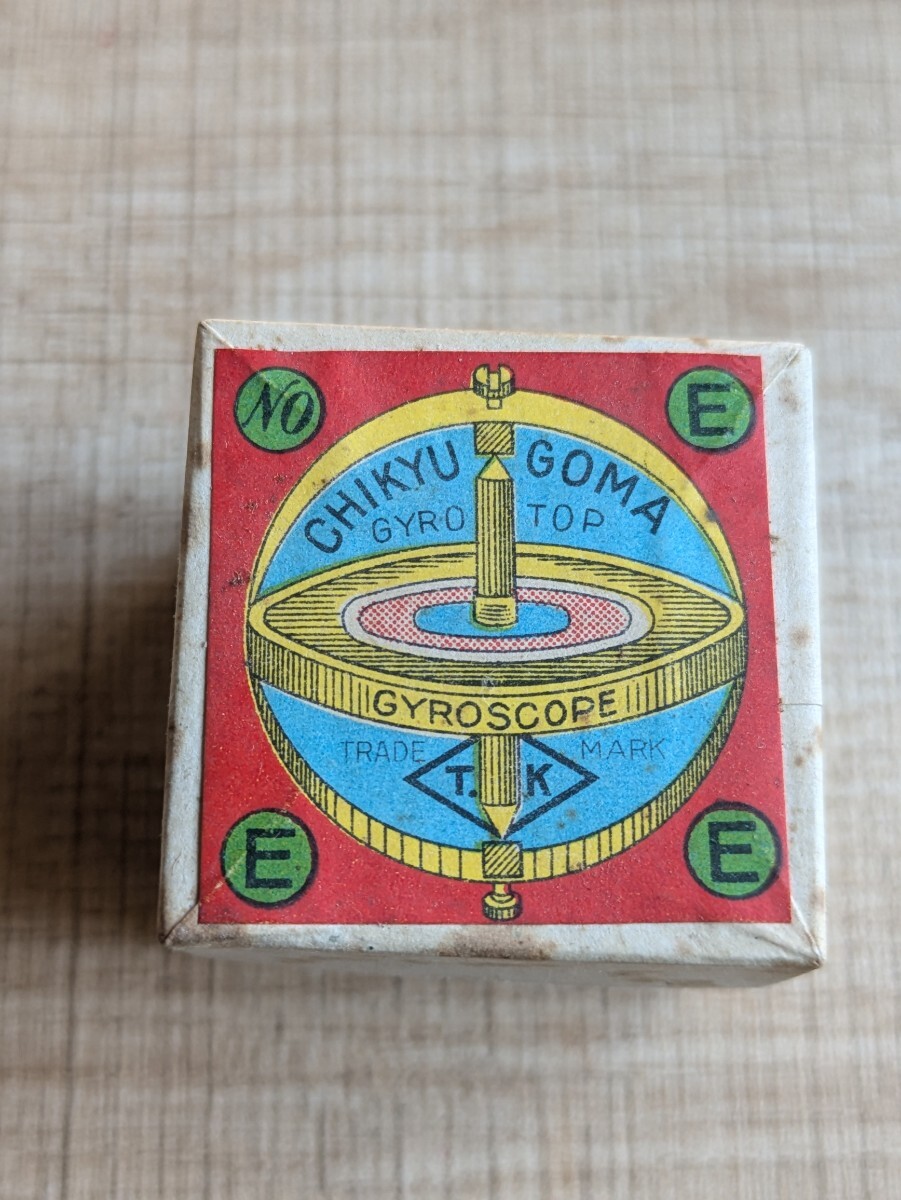 NO
E
CHIKYU GOMA
GYRO TOP
GYROSCOPE
TRADE MARK
T. K
E
E